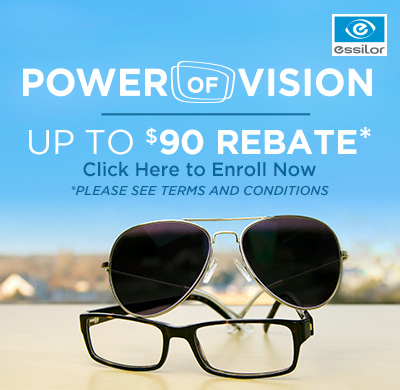 essilor
POWER OF VISION
UP TO $90 REBATE*
Click Here to Enroll Now
*PLEASE SEE TERMS AND CONDITIONS